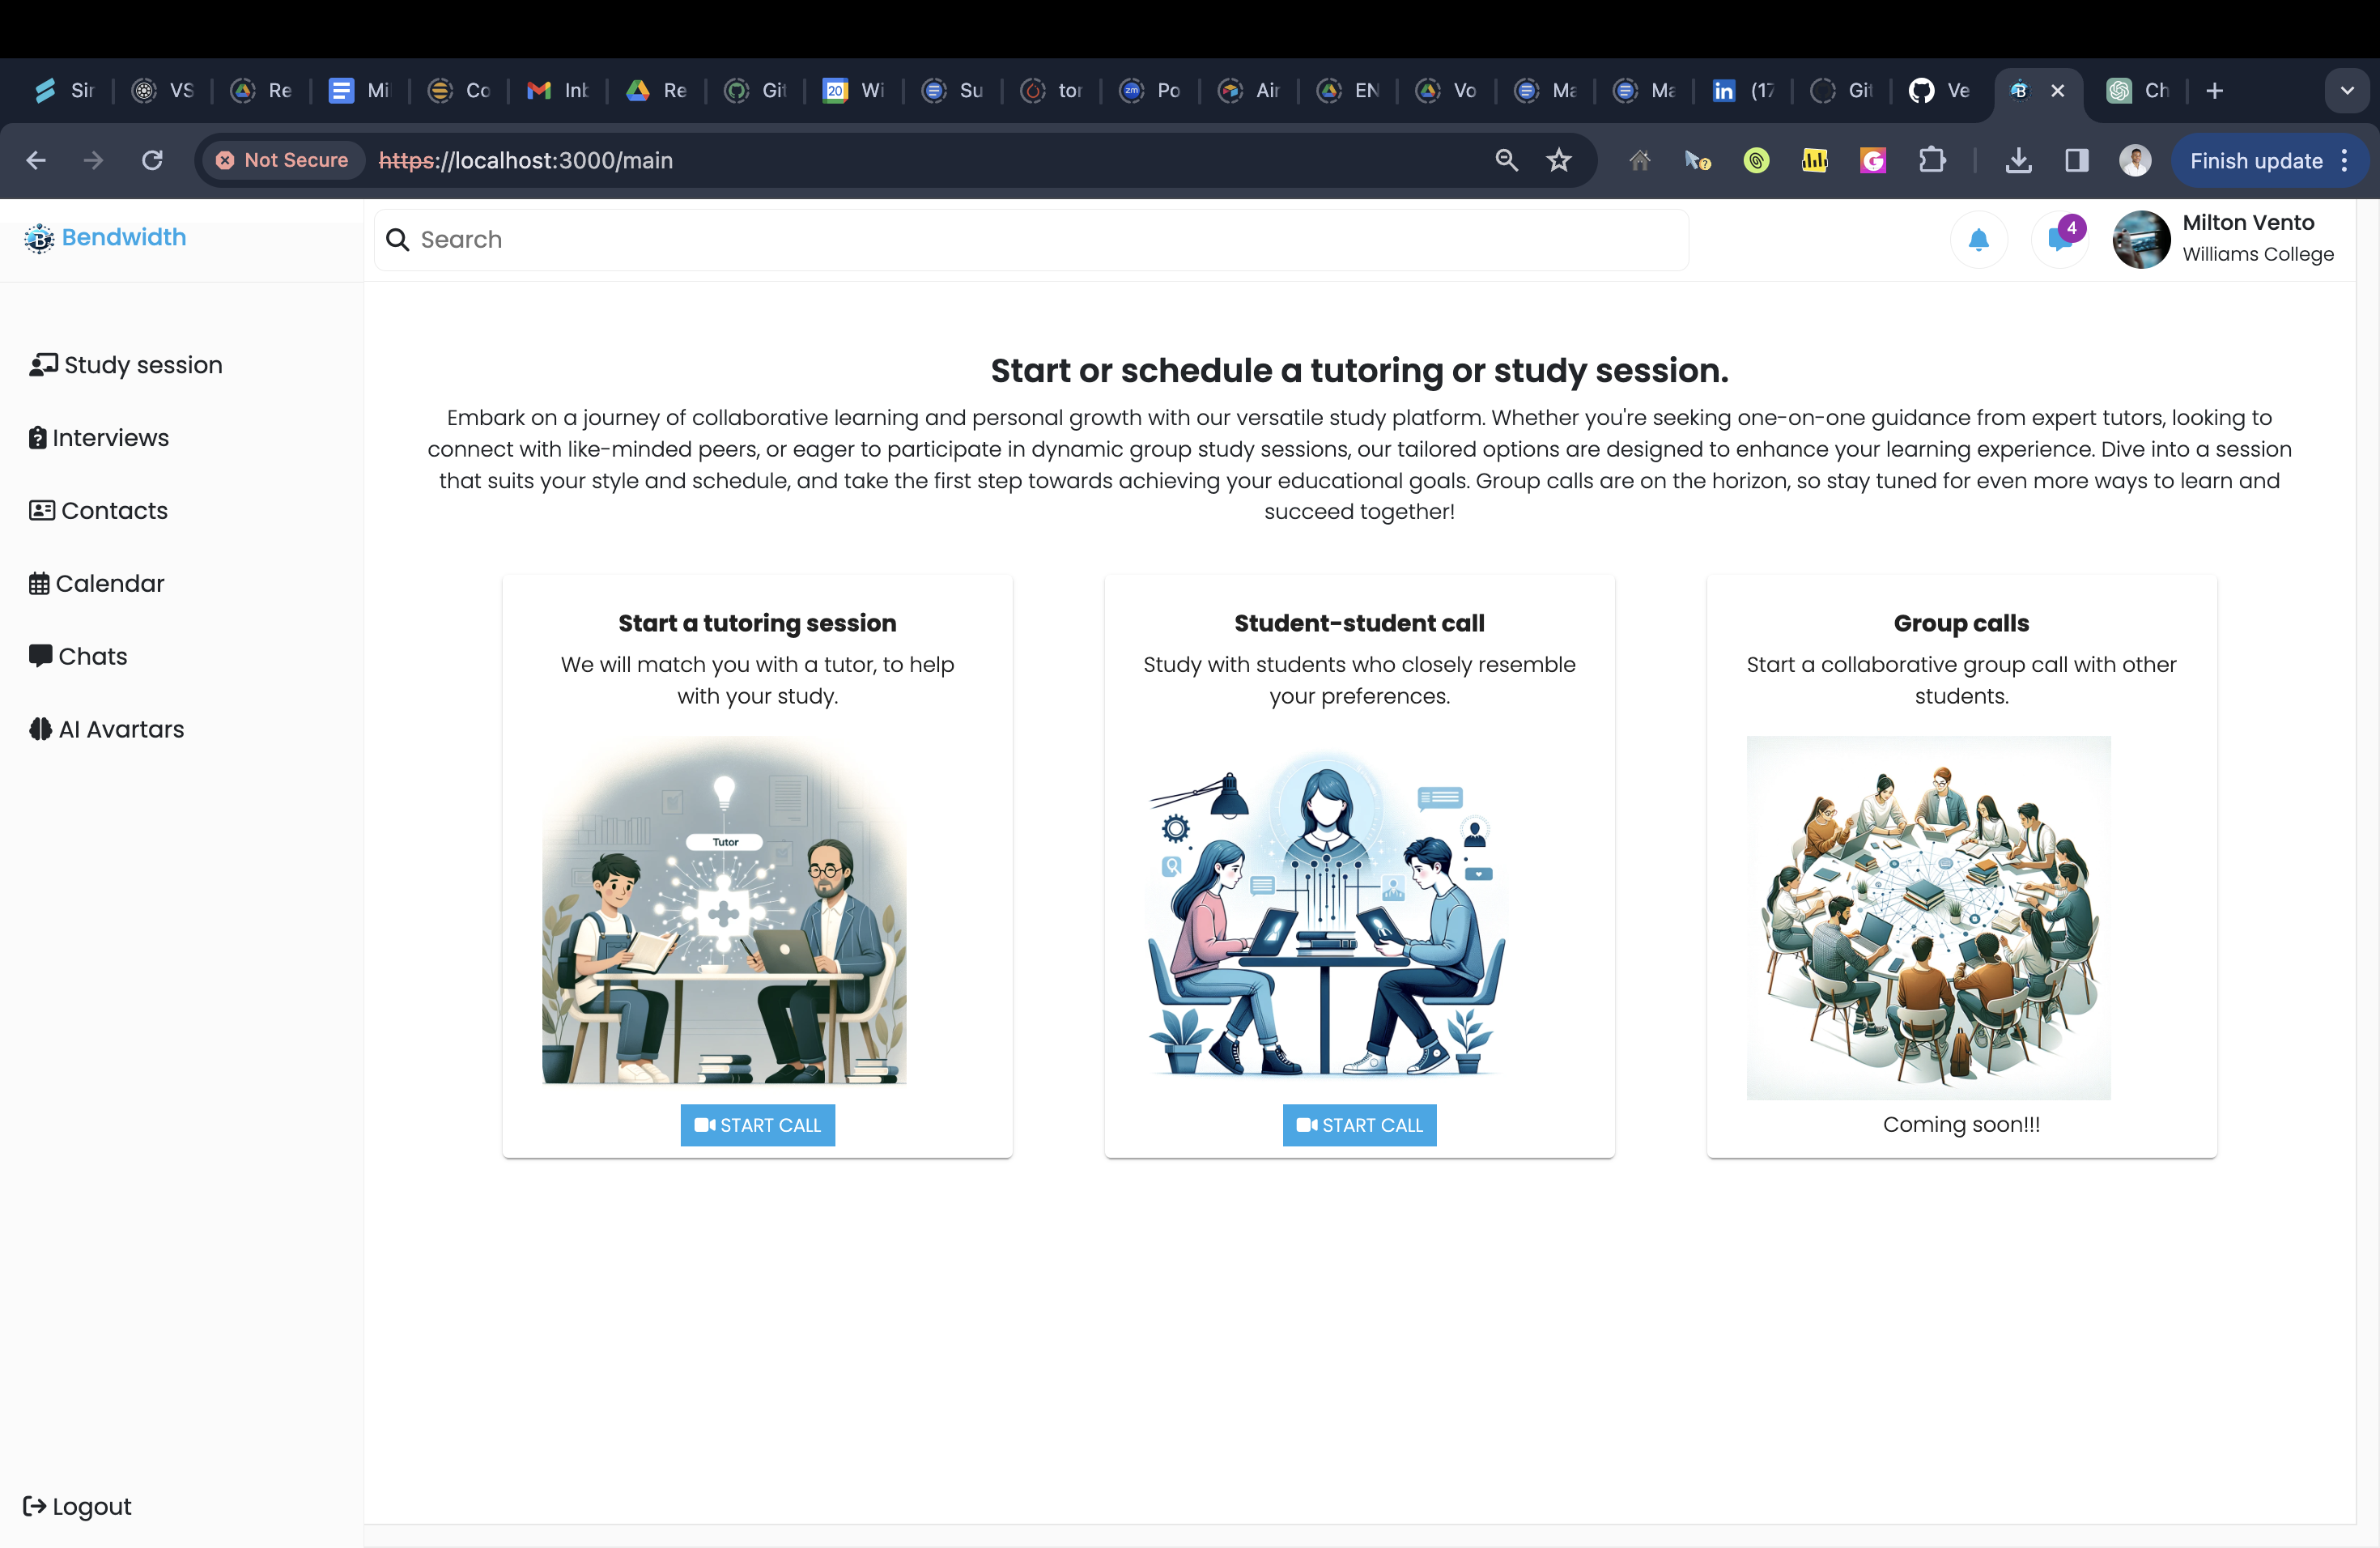 Sir
VS
Re
Mi
Co
Inb
Re
Git
20
Wi
Su
tor
zm
Po
Air
EN
Vo
Ma
Ma
in
(17
Git
Ve
B
Ch
Not Secure
https://localhost:3000/main
Finish update
B Bendwidth
Search
4
Milton Vento
Williams College
Study session
Interviews
Contacts
Calendar
Chats
AI Avartars
Logout
Start or schedule a tutoring or study session.
Embark on a journey of collaborative learning and personal growth with our versatile study platform. Whether you're seeking one-on-one guidance from expert tutors, looking to
connect with like-minded peers, or eager to participate in dynamic group study sessions, our tailored options are designed to enhance your learning experience. Dive into a session
that suits your style and schedule, and take the first step towards achieving your educational goals. Group calls are on the horizon, so stay tuned for even more ways to learn and
succeed together!
Start a tutoring session
We will match you with a tutor, to help
with your study.
Tutor
START CALL
Student-student call
Study with students who closely resemble
your preferences.
START CALL
Group calls
Start a collaborative group call with other
students.
Coming soon!!!